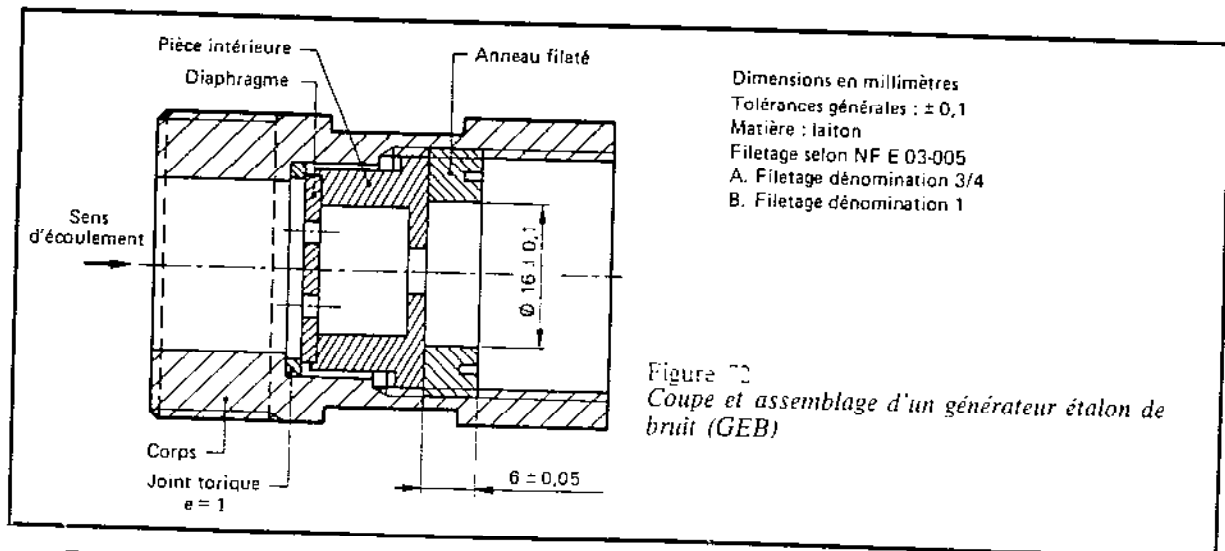 Pièce intérieure
Diaphragme
Anneau fileté
Dimensions en millimètres
Tolérances générales : ± 0,1
Matière : laiton
Filetage selon NF E 03-005
A. Filetage dénomination 3/4
B. Filetage dénomination 1
Sens
d'écoulement
Ø 16 ± 0,1
Corps
Joint torique
e = 1
6 ± 0,05
Figure
Coupe et assemblage d'un générateur étalon de
bruit (GEB)